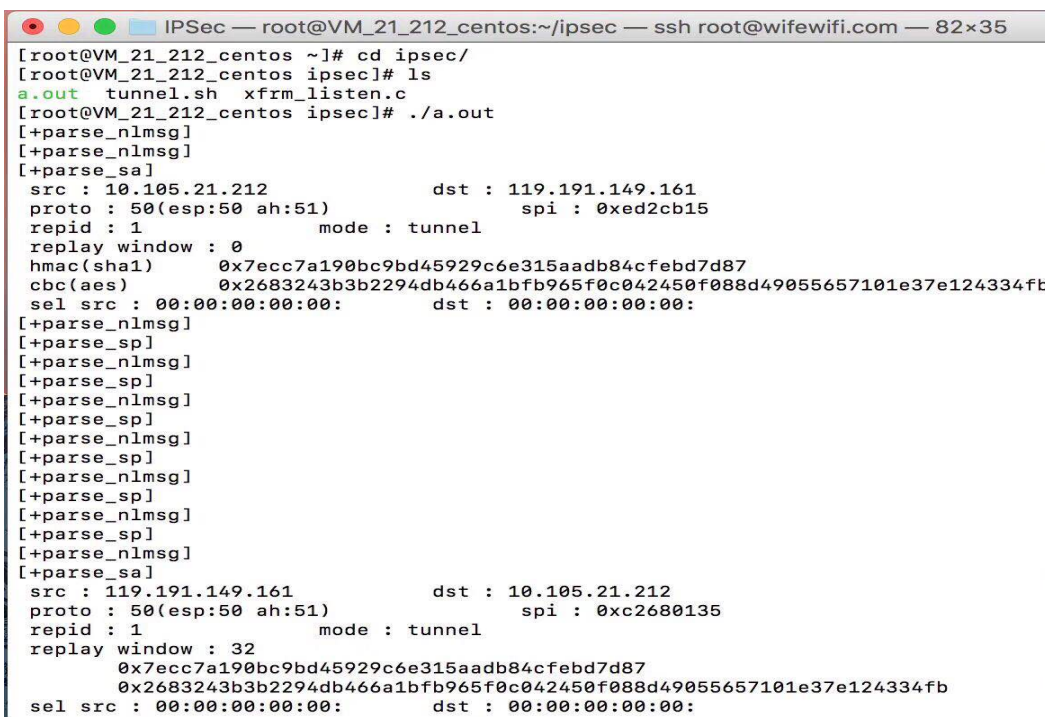 IPSec — root@VM_21_212_centos:~/ipsec — ssh root@wifewifi.com — 82×35
[root@VM_21_212_centos ~]# cd ipsec/
[root@VM_21_212_centos ipsec]# ls
a.out  tunnel.sh  xfrm_listen.c
[root@VM_21_212_centos ipsec]# ./a.out
[+parse_nlmsg]
[+parse_nlmsg]
[+parse_sa]
src : 10.105.21.212 dst : 119.191.149.161
proto : 50(esp:50 ah:51) spi : 0xed2cb15
repid : 1 mode : tunnel
replay window : 0
hmac(sha1) 0x7ecc7a190bc9bd45929c6e315aadb84cfebd7d87
cbc(aes) 0x2683243b3b2294db466a1bfb965f0c042450f088d49055657101e37e124334fb
sel src : 00:00:00:00:00: dst : 00:00:00:00:00:
[+parse_nlmsg]
[+parse_sp]
[+parse_nlmsg]
[+parse_sp]
[+parse_nlmsg]
[+parse_sp]
[+parse_nlmsg]
[+parse_sp]
[+parse_nlmsg]
[+parse_sp]
[+parse_nlmsg]
[+parse_sp]
[+parse_nlmsg]
[+parse_sa]
src : 119.191.149.161 dst : 10.105.21.212
proto : 50(esp:50 ah:51) spi : 0xc2680135
repid : 1 mode : tunnel
replay window : 32
0x7ecc7a190bc9bd45929c6e315aadb84cfebd7d87
0x2683243b3b2294db466a1bfb965f0c042450f088d49055657101e37e124334fb
sel src : 00:00:00:00:00: dst : 00:00:00:00:00: